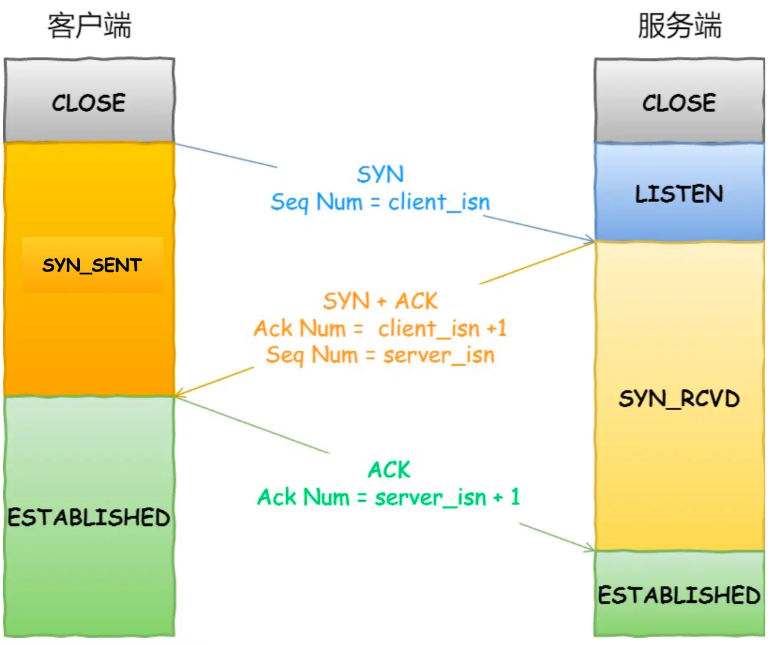 客户端
服务端
CLOSE
CLOSE
SYN
Seq Num = client_isn
LISTEN
SYN_SENT
SYN + ACK
Ack Num = client_isn +1
Seq Num = server_isn
SYN_RCVD
ACK
Ack Num = server_isn + 1
ESTABLISHED
ESTABLISHED